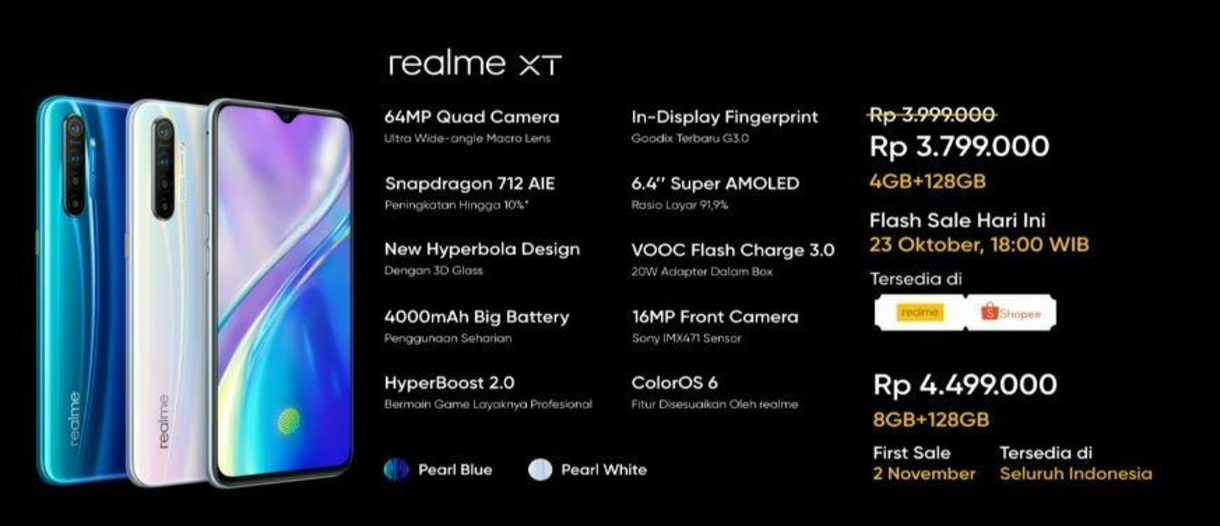 realme XT
64MP Quad Camera
Ultra Wide-angle Macro Lens
Snapdragon 712 AIE
Peningkatan Hingga 10%*
New Hyperbola Design
Dengan 3D Glass
4000mAh Big Battery
Penggunaan Seharian
HyperBoost 2.0
Bermain Game Layaknya Profesional
In-Display Fingerprint
Goodix Terbaru G3.0
6.4’’ Super AMOLED
Rasio Layar 91,9%
VOOC Flash Charge 3.0
20W Adapter Dalam Box
16MP Front Camera
Sony IMX471 Sensor
ColorOS 6
Fitur Disesuaikan Oleh realme
Pearl Blue
Pearl White
Rp 3.999.000
Rp 3.799.000
4GB+128GB
Flash Sale Hari Ini
23 Oktober, 18:00 WIB
Tersedia di
realme
Shopee
Rp 4.499.000
8GB+128GB
First Sale
2 November
Tersedia di
Seluruh Indonesia
realme
realme